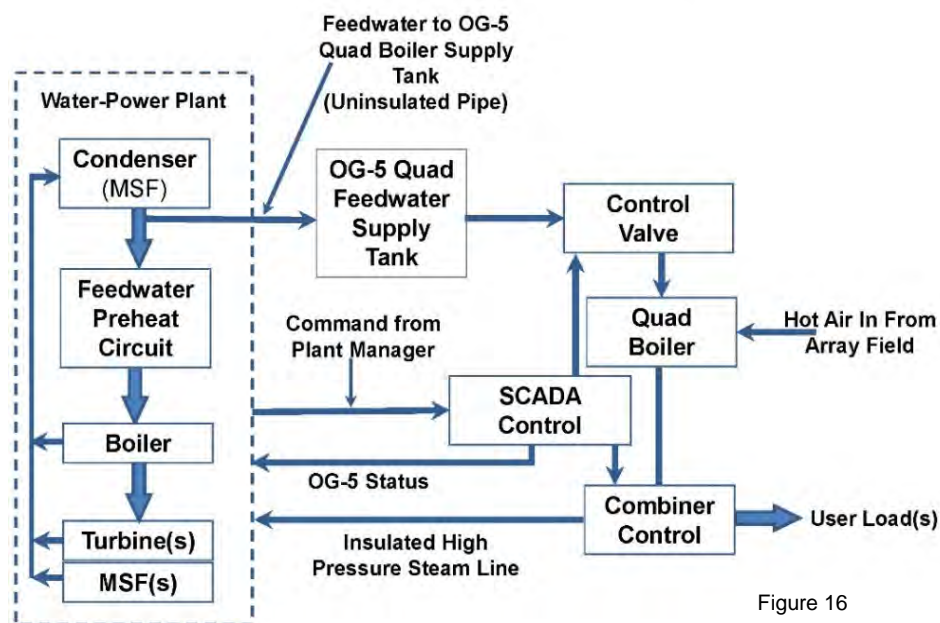 Feedwater to OG-5
Quad Boiler Supply
Tank
(Uninsulated Pipe)
Water-Power Plant
Condenser
(MSF)
OG-5 Quad
Feedwater
Supply
Tank
Control
Valve
Feedwater
Preheat
Circuit
Command from
Plant Manager
Quad
Boiler
Hot Air In From
Array Field
SCADA
Control
Boiler
OG-5 Status
Combiner
Control
User Load(s)
Turbine(s)
MSF(s)
Insulated High
Pressure Steam Line
Figure 16